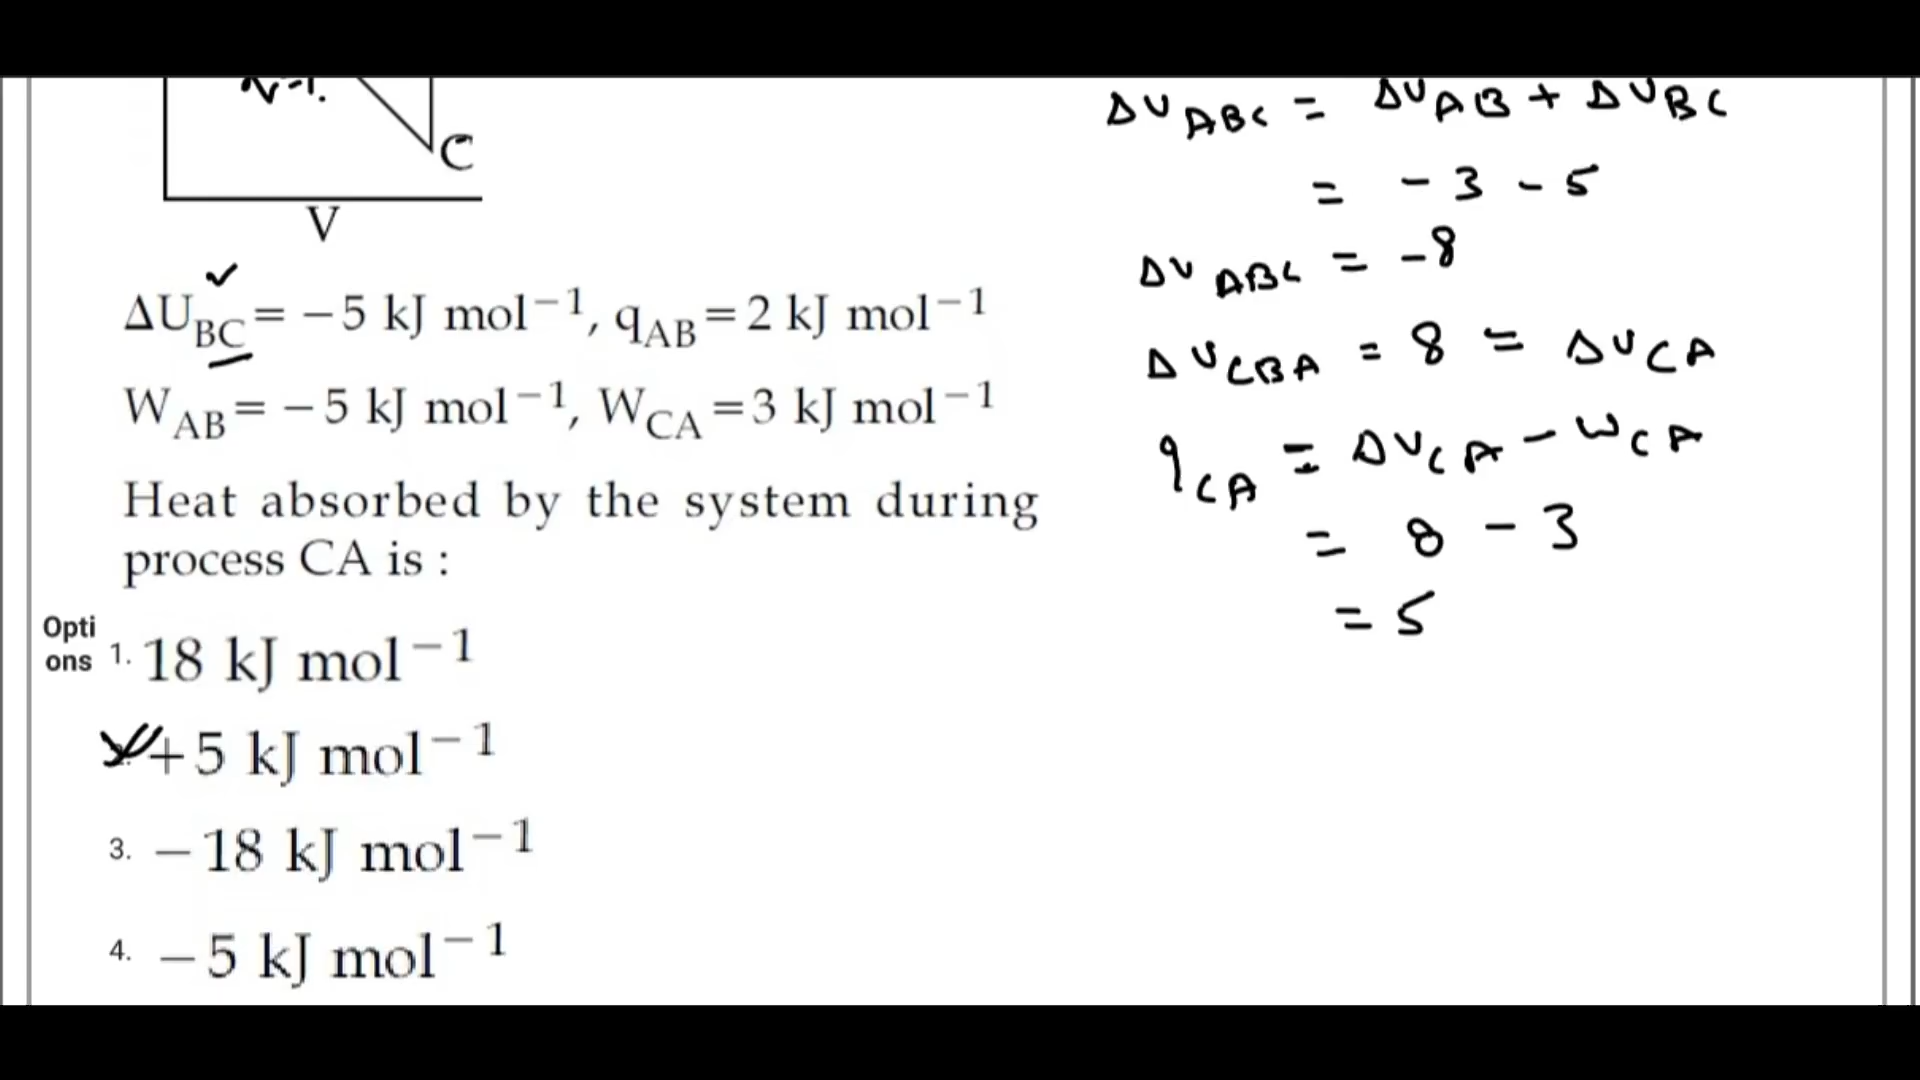 C
V
ΔU_BC = −5 kJ mol⁻¹, q_AB = 2 kJ mol⁻¹
W_AB = −5 kJ mol⁻¹, W_CA = 3 kJ mol⁻¹
Heat absorbed by the system during
process CA is :
Opti
ons
1. 18 kJ mol⁻¹
+5 kJ mol⁻¹
3. −18 kJ mol⁻¹
4. −5 kJ mol⁻¹
ΔU_ABC = ΔU_AB + ΔU_BC
= −3 − 5
ΔU_ABC = −8
ΔU_CBA = 8 = ΔU_CA
q_CA = ΔU_CA − W_CA
= 8 − 3
= 5